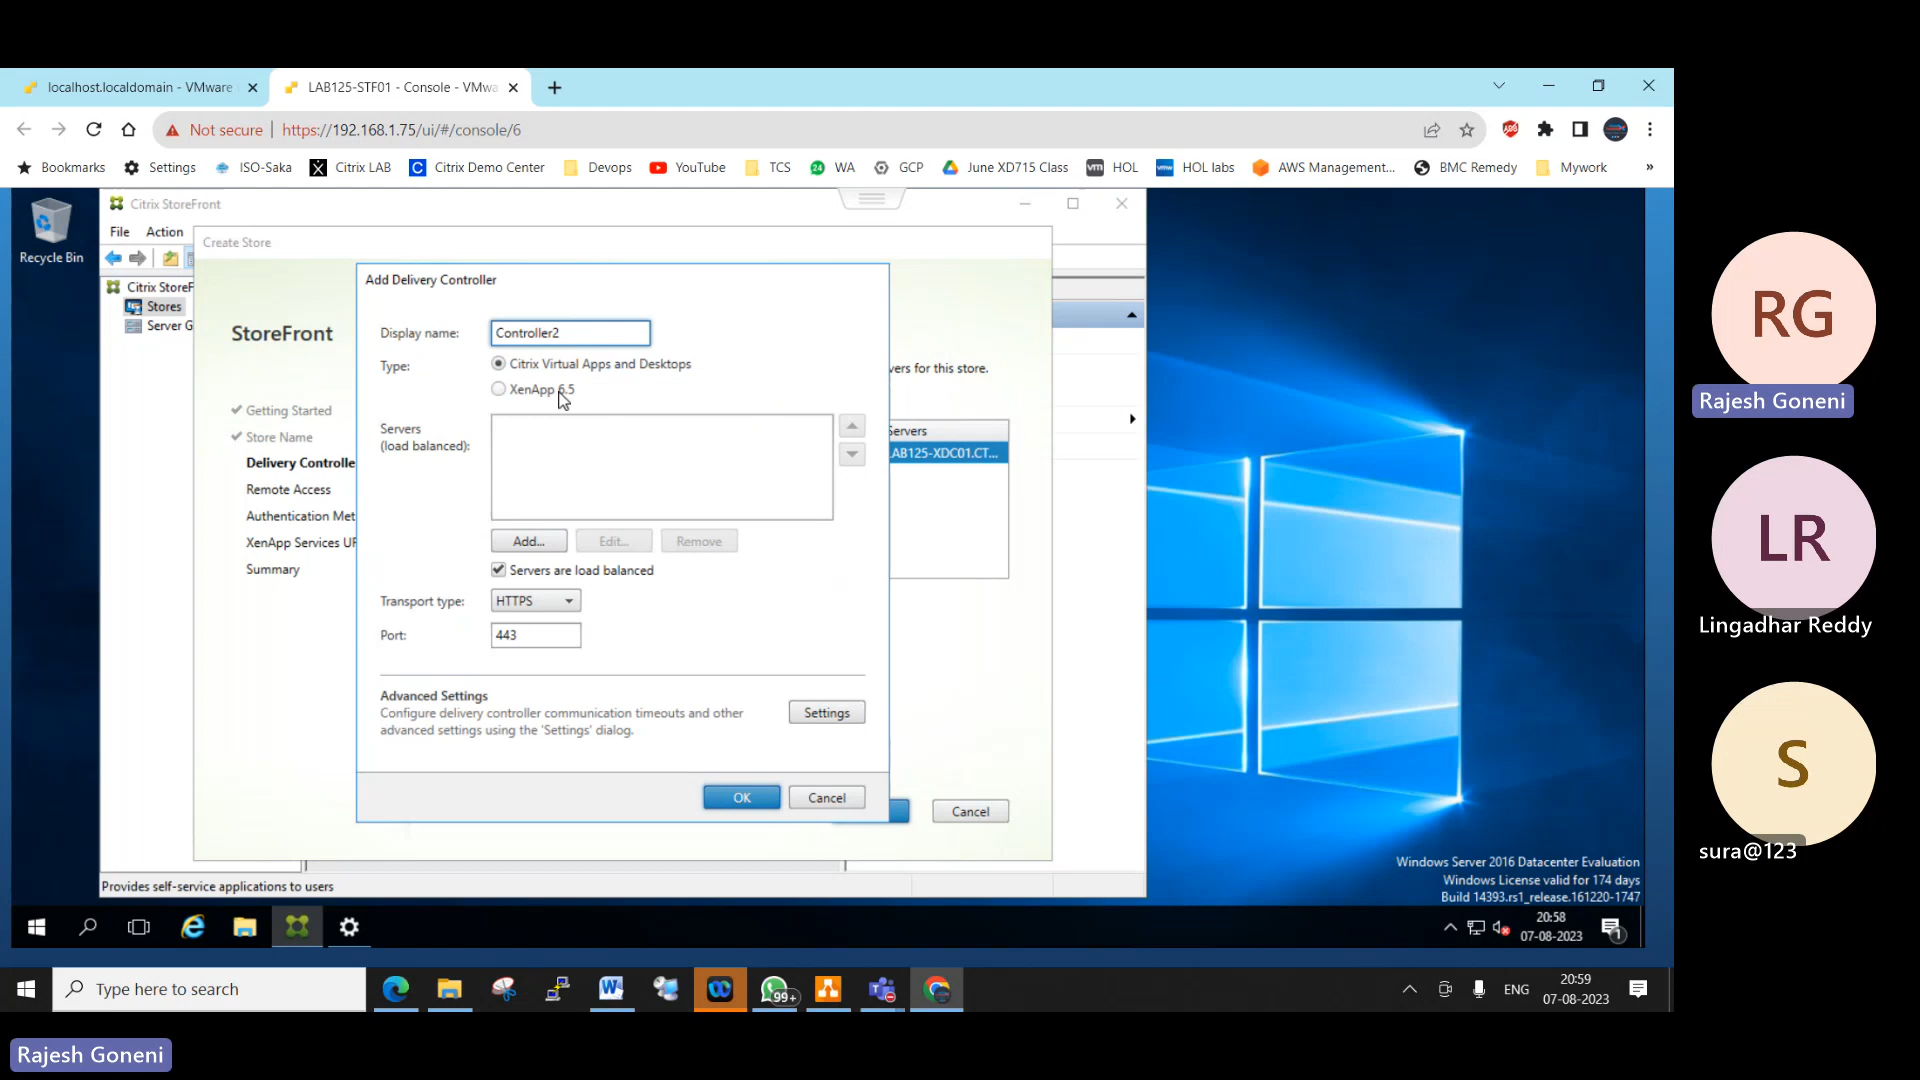 localhost.localdomain - VMware
LAB125-STF01 - Console - VMwa
Not secure
https://192.168.1.75/ui/#/console/6
Bookmarks
Settings
ISO-Saka
Citrix LAB
Citrix Demo Center
Devops
YouTube
TCS
24
WA
GCP
June XD715 Class
HOL
HOL labs
AWS Management...
BMC Remedy
Mywork
»
Recycle Bin
Citrix StoreFront
File
Action
Create Store
Citrix StoreF
Stores
Server G
StoreFront
Getting Started
Store Name
Delivery Controlle
Remote Access
Authentication Met
XenApp Services UR
Summary
Add Delivery Controller
Display name:
Controller2
Type:
Citrix Virtual Apps and Desktops
XenApp 6.5
Servers
(load balanced):
Add...
Edit...
Remove
Servers are load balanced
Transport type:
HTTPS
Port:
443
Advanced Settings
Configure delivery controller communication timeouts and other
advanced settings using the 'Settings' dialog.
Settings
OK
Cancel
vers for this store.
Servers
LAB125-XDC01.CT...
Cancel
Provides self-service applications to users
Windows Server 2016 Datacenter Evaluation
Windows License valid for 174 days
Build 14393.rs1_release.161220-1747
20:58
07-08-2023
1
Type here to search
99+
ENG
20:59
07-08-2023
RG
Rajesh Goneni
LR
Lingadhar Reddy
S
sura@123
Rajesh Goneni